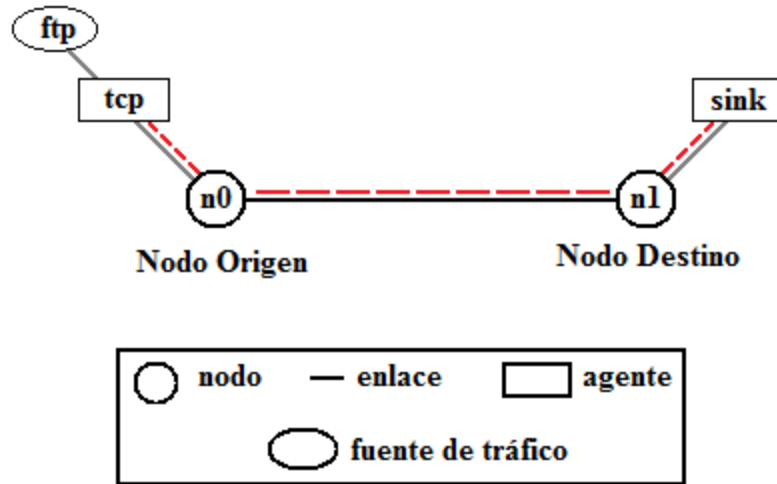 ftp
tcp
sink
n0
n1
Nodo Origen
Nodo Destino
nodo
enlace
agente
fuente de tráfico